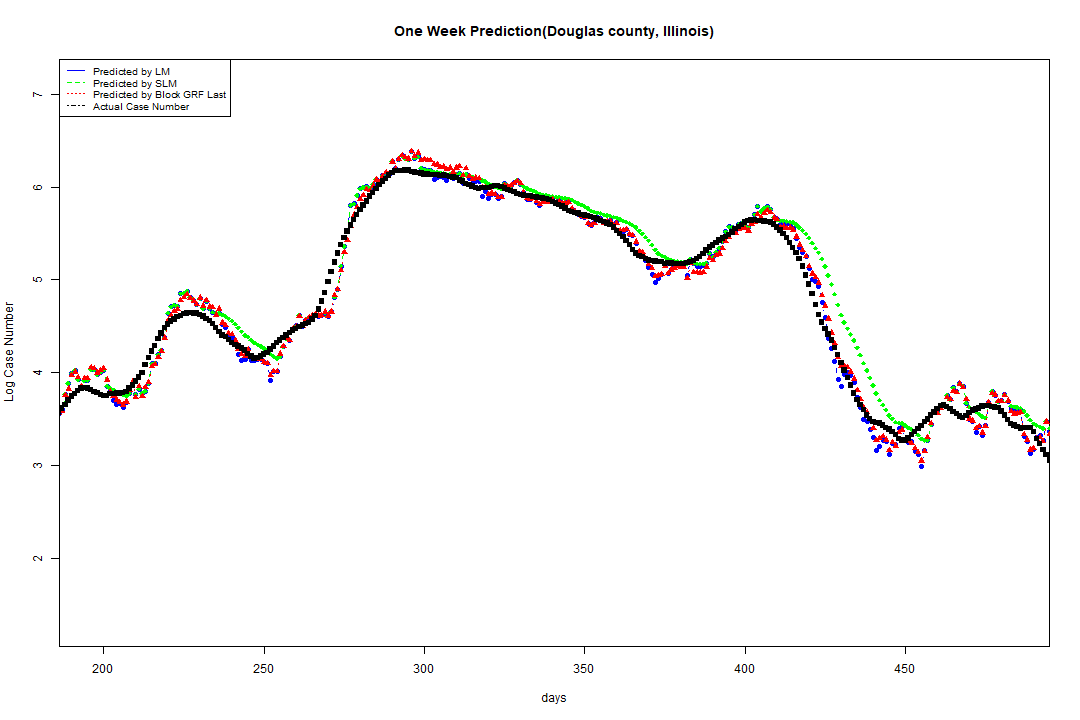 One Week Prediction(Douglas county, Illinois)
Predicted by LM
Predicted by SLM
Predicted by Block GRF Last
Actual Case Number
7
6
5
4
3
2
Log Case Number
200 250 300 350 400 450
days